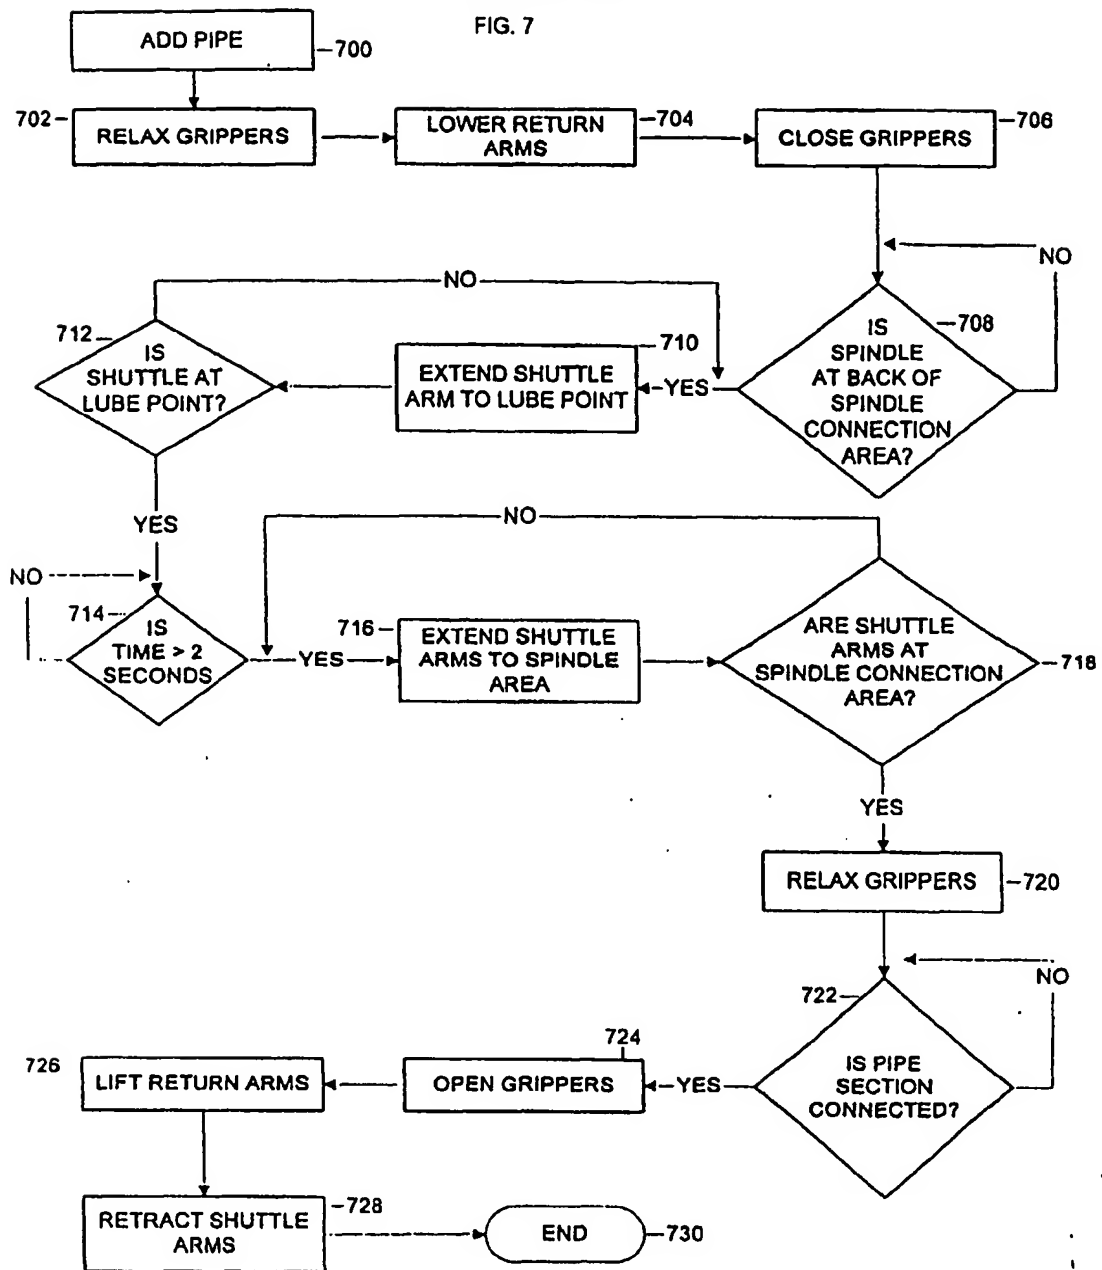 FIG. 7
ADD PIPE
700
702
RELAX GRIPPERS
LOWER RETURN
ARMS
704
CLOSE GRIPPERS
706
NO
NO
712
IS
SHUTTLE AT
LUBE POINT?
710
EXTEND SHUTTLE
ARM TO LUBE POINT
YES
708
IS
SPINDLE
AT BACK OF
SPINDLE
CONNECTION
AREA?
YES
NO
NO
714
IS
TIME > 2
SECONDS
YES
716
EXTEND SHUTTLE
ARMS TO SPINDLE
AREA
ARE SHUTTLE
ARMS AT
SPINDLE CONNECTION
AREA?
718
YES
RELAX GRIPPERS
720
NO
722
IS PIPE
SECTION
CONNECTED?
YES
724
OPEN GRIPPERS
726
LIFT RETURN ARMS
728
RETRACT SHUTTLE
ARMS
END
730